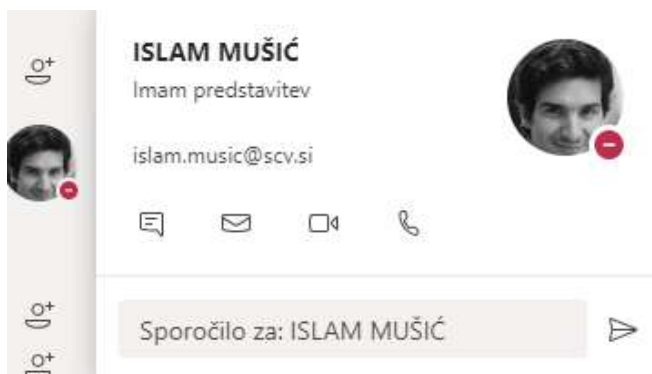 ISLAM MUŠIĆ
Imam predstavitev
islam.music@scv.si
Sporočilo za: ISLAM MUŠIĆ